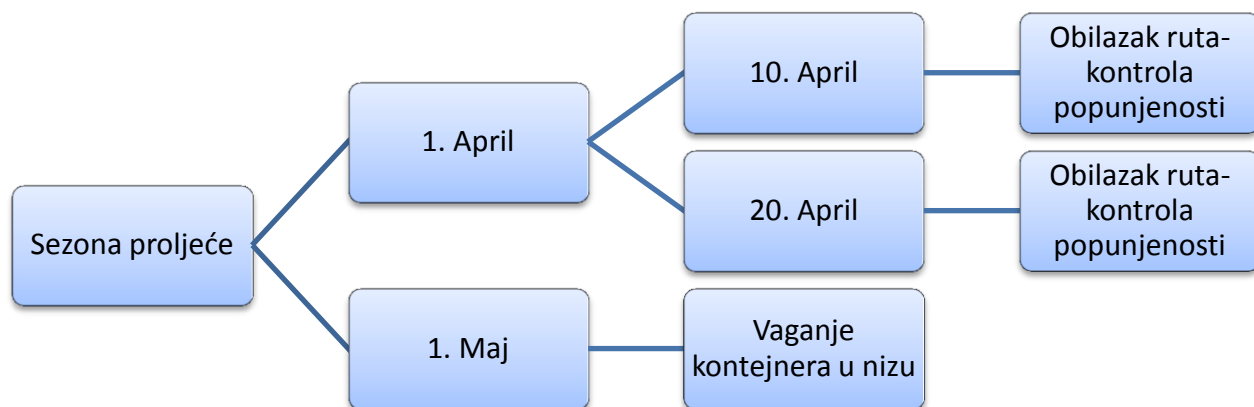 Sezona proljeće
1. April
10. April
Obilazak ruta-
kontrola
popunjenosti
20. April
Obilazak ruta-
kontrola
popunjenosti
1. Maj
Vaganje
kontejnera u nizu